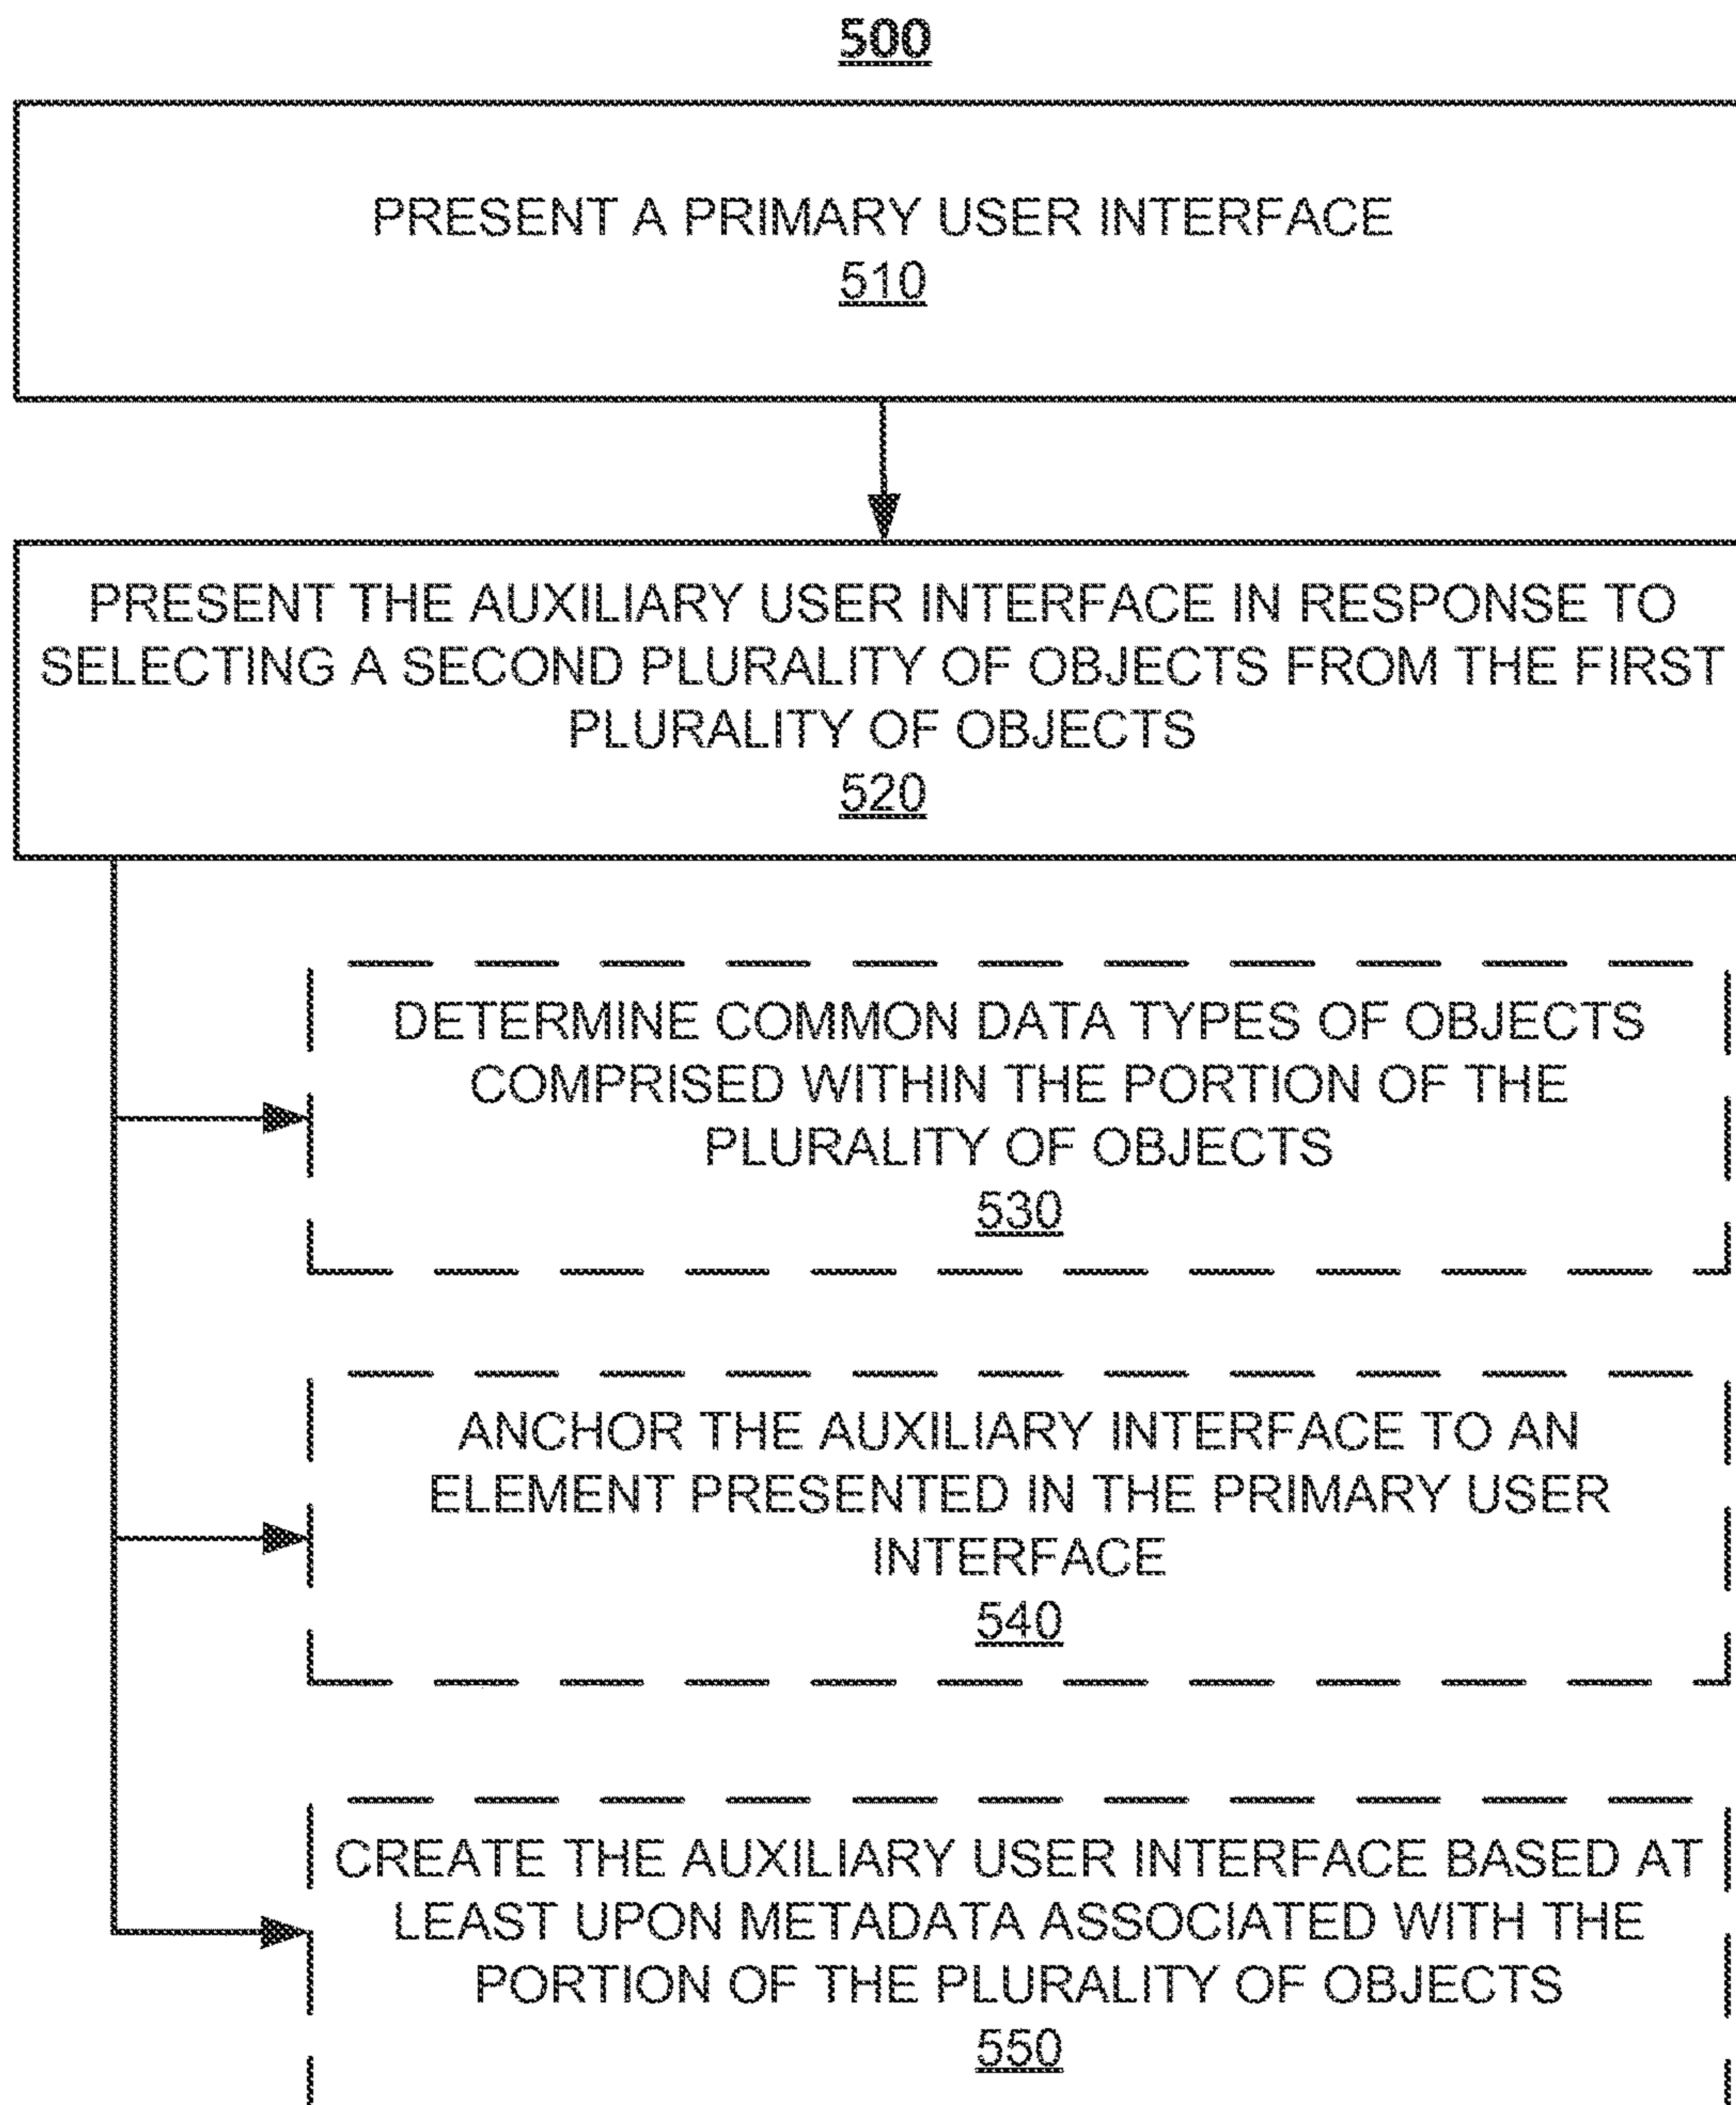 500
PRESENT A PRIMARY USER INTERFACE
510
PRESENT THE AUXILIARY USER INTERFACE IN RESPONSE TO
SELECTING A SECOND PLURALITY OF OBJECTS FROM THE FIRST
PLURALITY OF OBJECTS
520
DETERMINE COMMON DATA TYPES OF OBJECTS
COMPRISED WITHIN THE PORTION OF THE
PLURALITY OF OBJECTS
530
ANCHOR THE AUXILIARY INTERFACE TO AN
ELEMENT PRESENTED IN THE PRIMARY USER
INTERFACE
540
CREATE THE AUXILIARY USER INTERFACE BASED AT
LEAST UPON METADATA ASSOCIATED WITH THE
PORTION OF THE PLURALITY OF OBJECTS
550